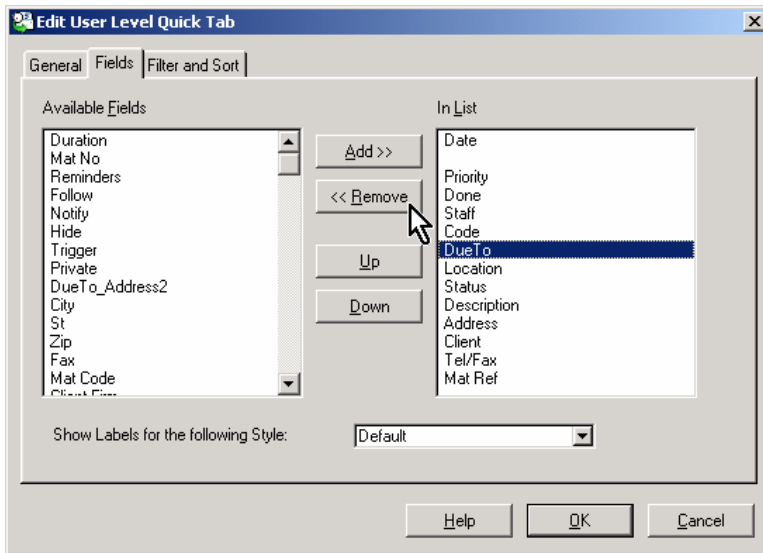 Edit User Level Quick Tab
General Fields Filter and Sort
Available Fields
Duration
Mat No
Reminders
Follow
Notify
Hide
Trigger
Private
DueTo_Address2
City
St
Zip
Fax
Mat Code
Client Firm
Add >>
<< Remove
Up
Down
In List
Date
Priority
Done
Staff
Code
DueTo
Location
Status
Description
Address
Client
Tel/Fax
Mat Ref
Show Labels for the following Style: Default
Help OK Cancel